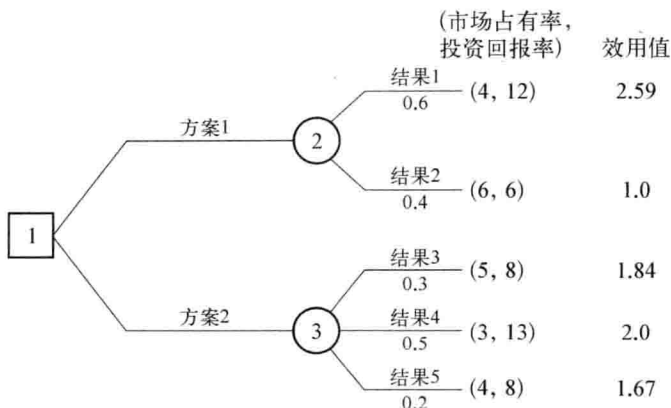 (市场占有率,
投资回报率) 效用值
结果1
0.6 (4, 12) 2.59
方案1
2
结果2
0.4 (6, 6) 1.0
1
结果3
0.3 (5, 8) 1.84
方案2
3
结果4
0.5 (3, 13) 2.0
结果5
0.2 (4, 8) 1.67